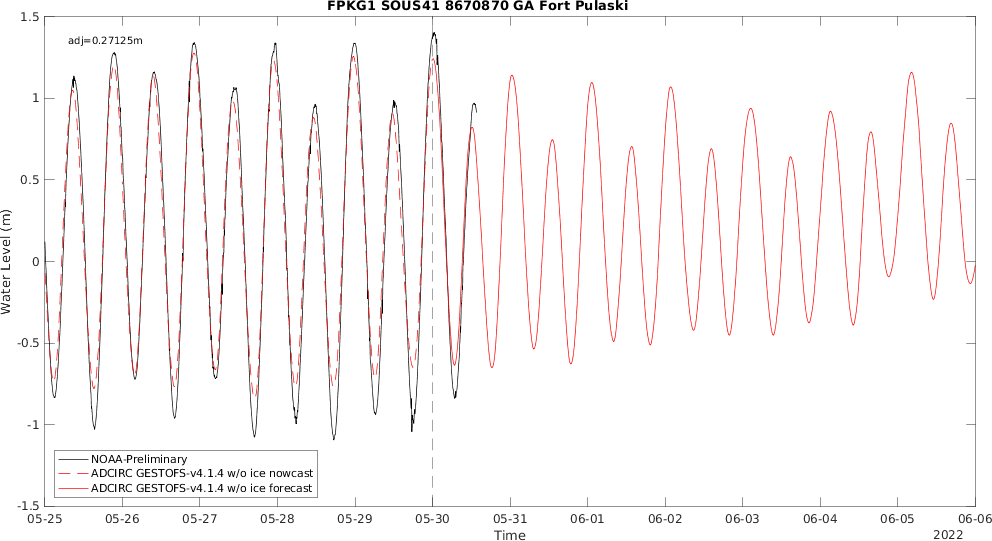 FPKG1 SOUS41 8670870 GA Fort Pulaski
adj=0.27125m
1.5
1
0.5
0
-0.5
-1
-1.5
Water Level (m)
NOAA-Preliminary
ADCIRC GESTOFS-v4.1.4 w/o ice nowcast
ADCIRC GESTOFS-v4.1.4 w/o ice forecast
05-25 05-26 05-27 05-28 05-29 05-30 05-31 06-01 06-02 06-03 06-04 06-05 06-06
Time
2022